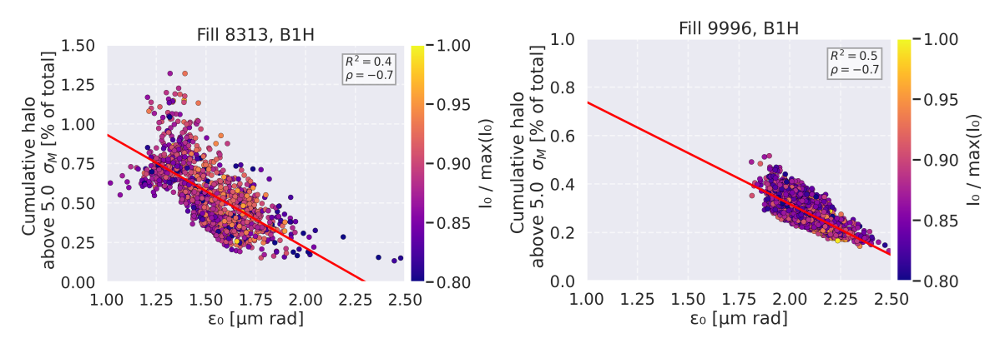 Fill 8313, B1H
Cumulative halo
above 5.0 σ_M [% of total]
1.50
1.25
1.00
0.75
0.50
0.25
0.00
R² = 0.4
ρ = −0.7
1.00
1.25
1.50
1.75
2.00
2.25
2.50
ε₀ [µm rad]
1.00
0.95
0.90
0.85
0.80
I₀ / max(I₀)
Fill 9996, B1H
Cumulative halo
above 5.0 σ_M [% of total]
1.0
0.8
0.6
0.4
0.2
0.0
R² = 0.5
ρ = −0.7
1.00
1.25
1.50
1.75
2.00
2.25
2.50
ε₀ [µm rad]
1.00
0.95
0.90
0.85
0.80
I₀ / max(I₀)